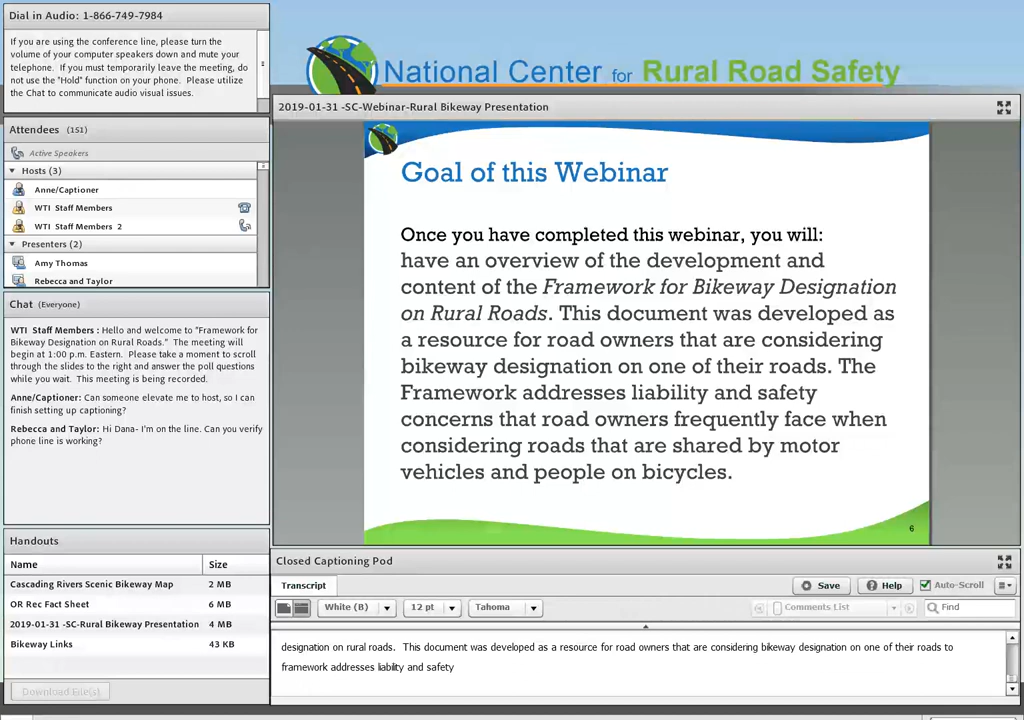 Dial in Audio: 1-866-749-7984
If you are using the conference line, please turn the
volume of your computer speakers down and mute your
telephone. If you must temporarily leave the meeting, do
not use the "Hold" function on your phone. Please utilize
the Chat to communicate audio visual issues.
Attendees (151)
Active Speakers
Hosts (3)
Anne/Captioner
WTI Staff Members
WTI Staff Members 2
Presenters (2)
Amy Thomas
Rebecca and Taylor
Chat (Everyone)
WTI Staff Members : Hello and welcome to "Framework for
Bikeway Designation on Rural Roads." The meeting will
begin at 1:00 p.m. Eastern. Please take a moment to scroll
through the slides to the right and answer the poll questions
while you wait. This meeting is being recorded.
Anne/Captioner: Can someone elevate me to host, so I can
finish setting up captioning?
Rebecca and Taylor: Hi Dana- I'm on the line. Can you verify
phone line is working?
Handouts
Name Size
Cascading Rivers Scenic Bikeway Map 2 MB
OR Rec Fact Sheet 6 MB
2019-01-31 -SC-Rural Bikeway Presentation 4 MB
Bikeway Links 43 KB
Download File(s)
National Center for Rural Road Safety
2019-01-31 -SC-Webinar-Rural Bikeway Presentation
Goal of this Webinar
Once you have completed this webinar, you will:
have an overview of the development and
content of the Framework for Bikeway Designation
on Rural Roads. This document was developed as
a resource for road owners that are considering
bikeway designation on one of their roads. The
Framework addresses liability and safety
concerns that road owners frequently face when
considering roads that are shared by motor
vehicles and people on bicycles.
6
Closed Captioning Pod
Transcript
Save Help Auto-Scroll
White (B) 12 pt Tahoma Comments List Find
designation on rural roads. This document was developed as a resource for road owners that are considering bikeway designation on one of their roads to
framework addresses liability and safety